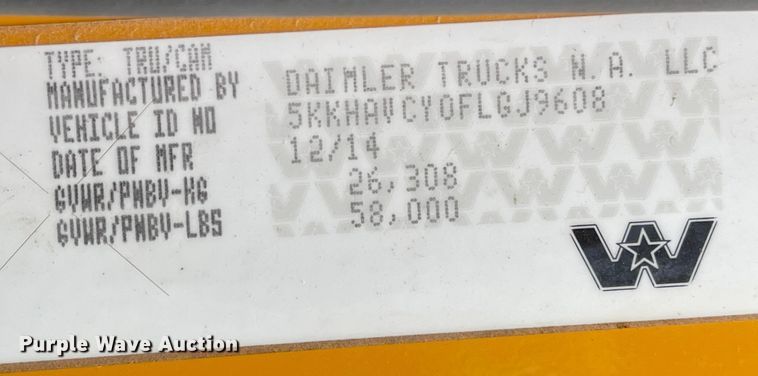 TYPE: TRU/CAM
MANUFACTURED BY DAIMLER TRUCKS N.A. LLC
VEHICLE ID NO 5KKHAVCY0FLGJ9608
DATE OF MFR 12/14
GVWR/PNBV-KG 26,308
GVWR/PNBV-LBS 58,000
W
Purple Wave Auction